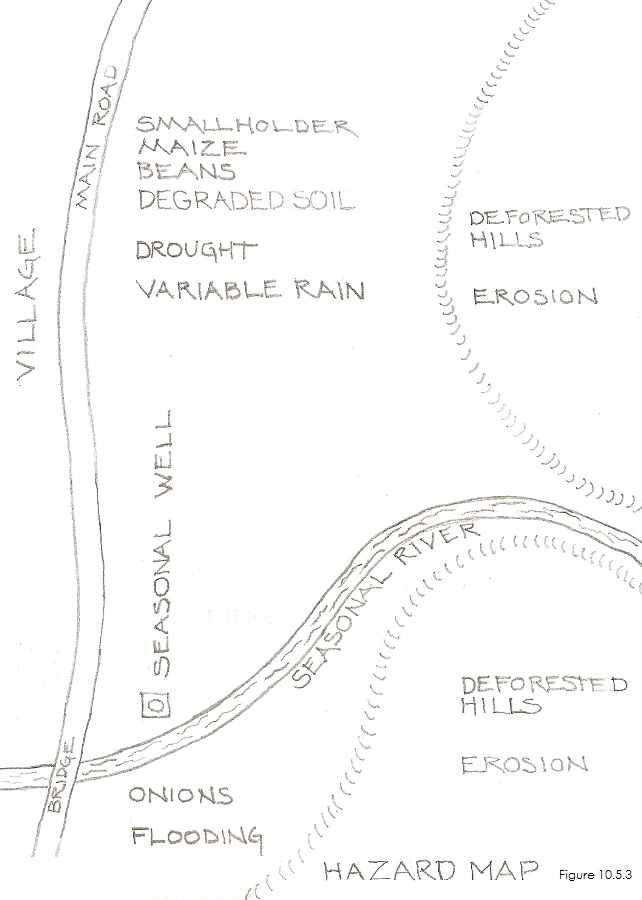 MAIN ROAD
SMALLHOLDER
MAIZE
BEANS
DEGRADED SOIL
DROUGHT
VARIABLE RAIN
VILLAGE
DEFORESTED
HILLS
EROSION
SEASONAL WELL
SEASONAL RIVER
DEFORESTED
HILLS
EROSION
BRIDGE
ONIONS
FLOODING
HAZARD MAP
Figure 10.5.3